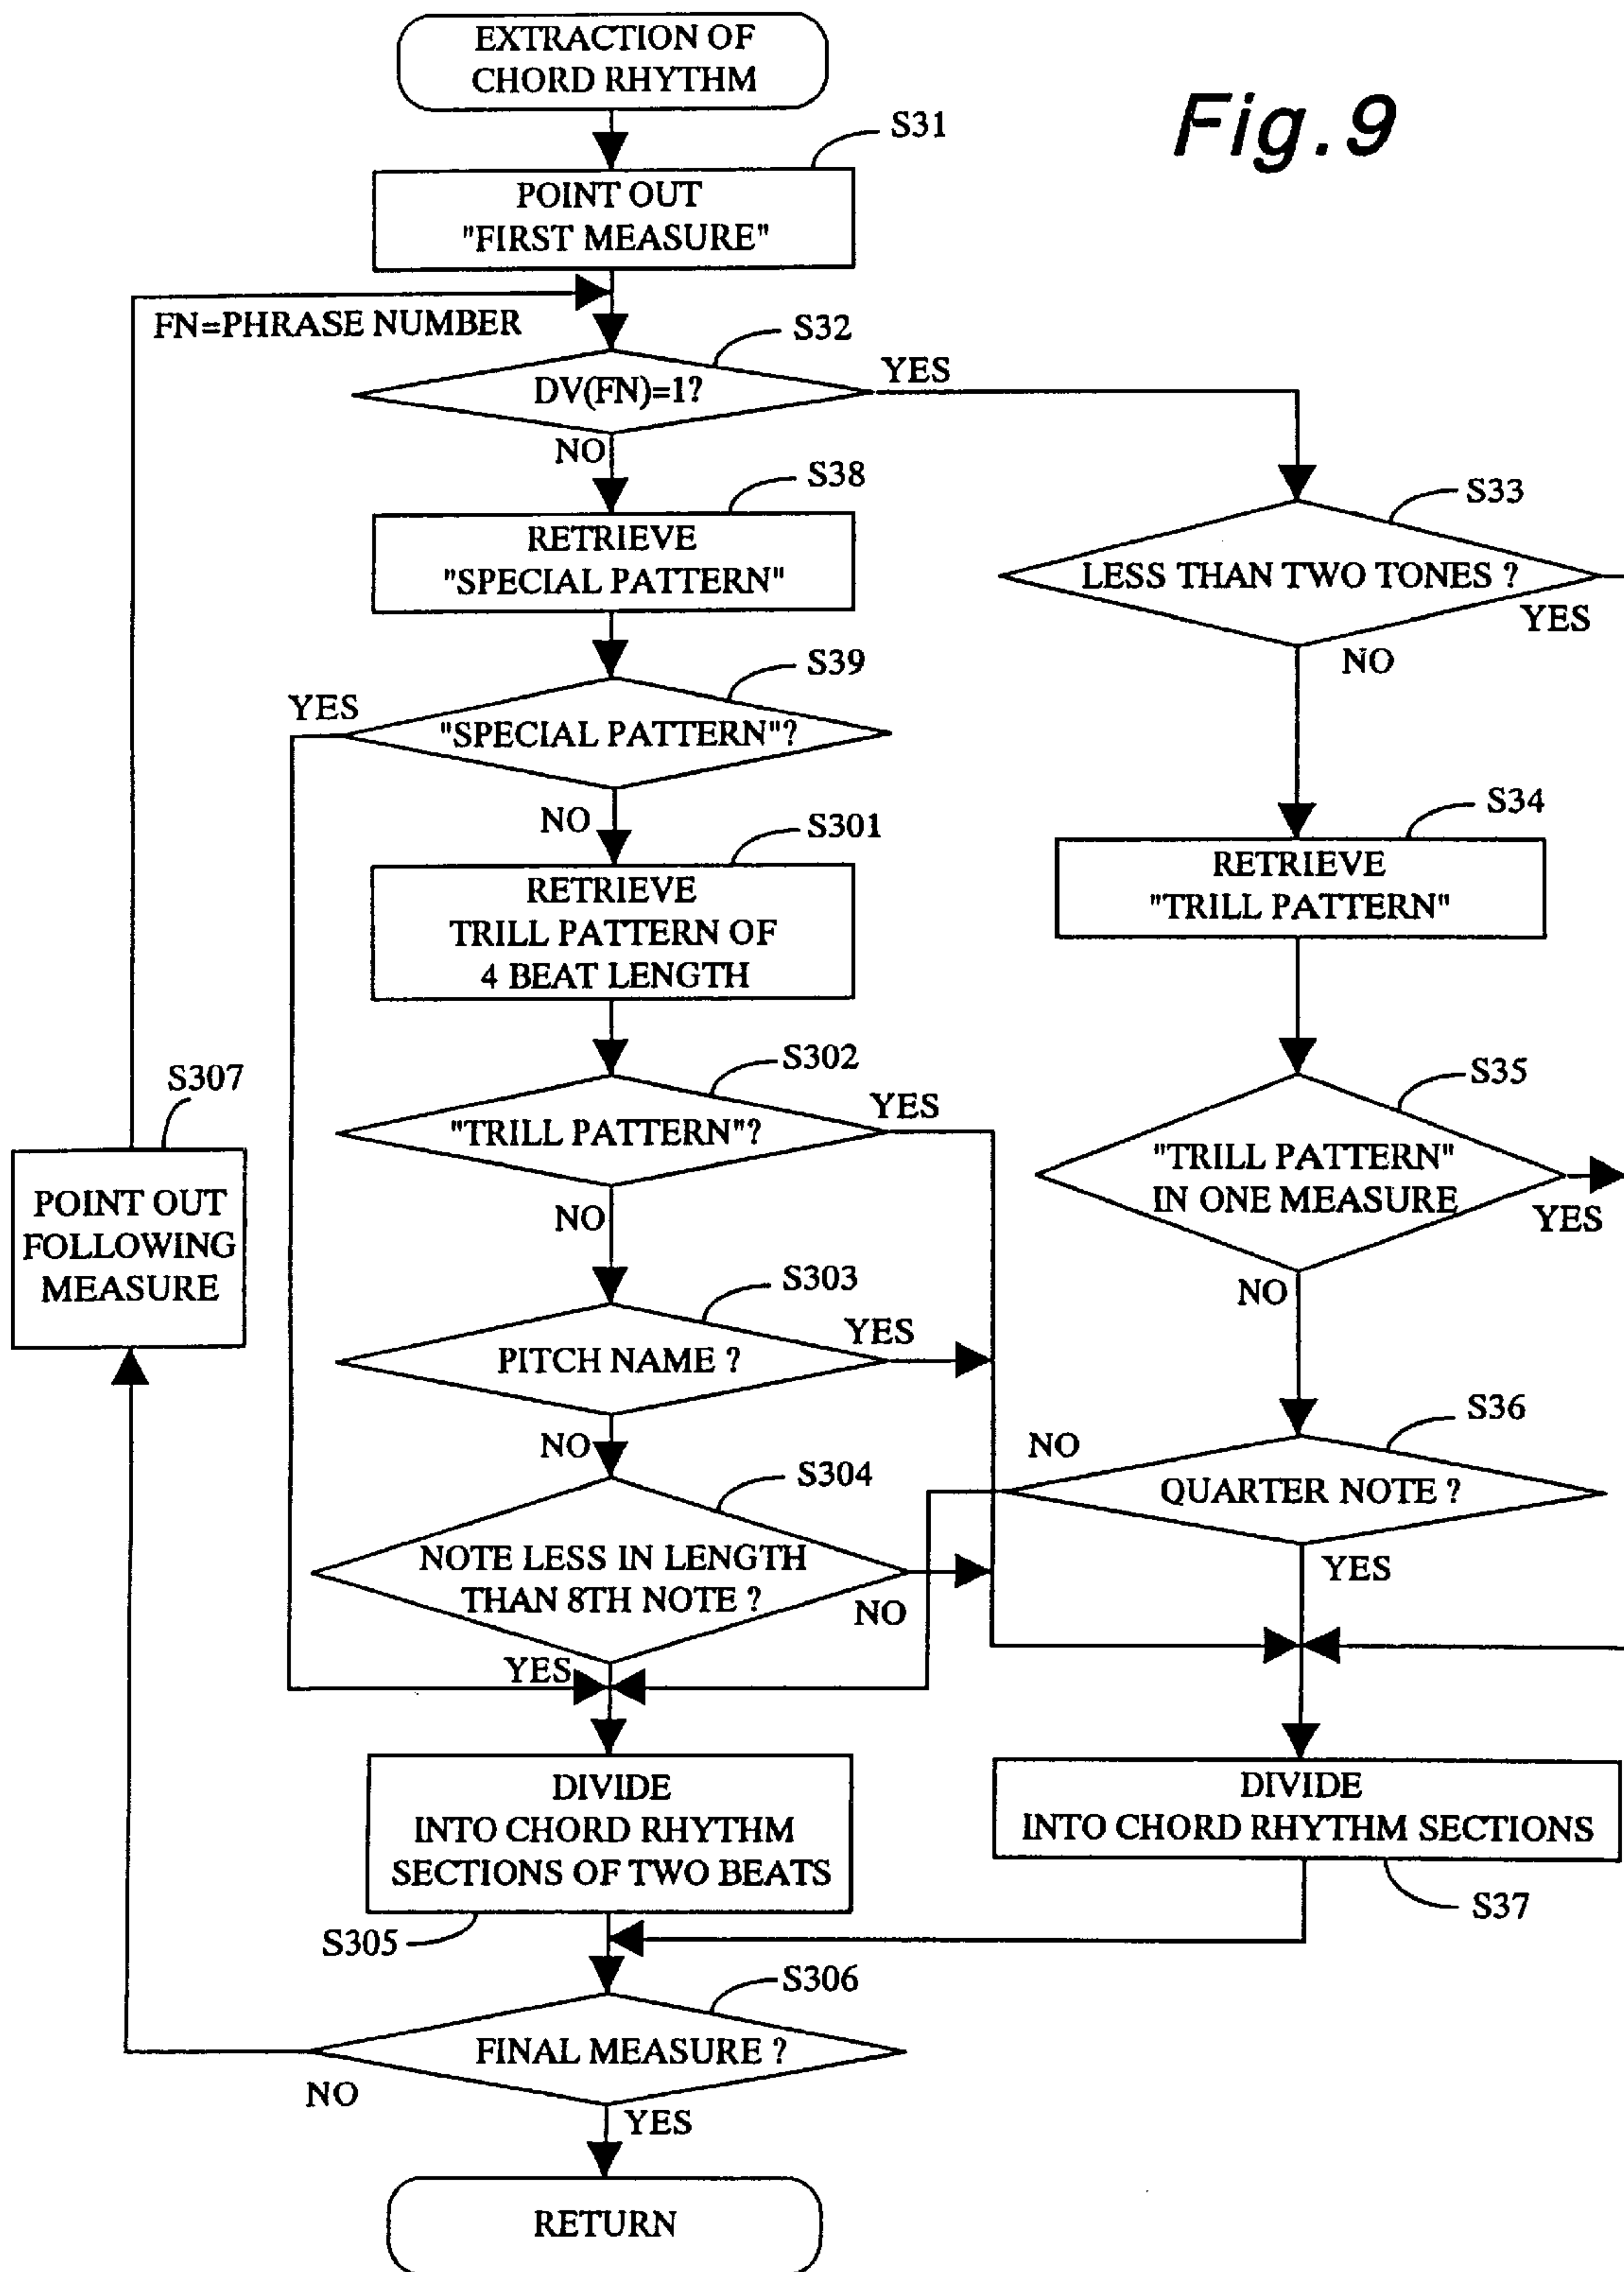 EXTRACTION OF
CHORD RHYTHM
Fig. 9
S31
POINT OUT
"FIRST MEASURE"
FN=PHRASE NUMBER
S32
DV(FN)=1?
YES
NO
S38
RETRIEVE
"SPECIAL PATTERN"
S33
LESS THAN TWO TONES ?
YES
NO
S39
YES
"SPECIAL PATTERN"?
NO
S301
RETRIEVE
TRILL PATTERN OF
4 BEAT LENGTH
S34
RETRIEVE
"TRILL PATTERN"
S302
"TRILL PATTERN"?
YES
NO
S35
"TRILL PATTERN"
IN ONE MEASURE
YES
NO
S307
POINT OUT
FOLLOWING
MEASURE
S303
PITCH NAME ?
YES
NO
S36
NO
QUARTER NOTE ?
YES
S304
NOTE LESS IN LENGTH
THAN 8TH NOTE ?
NO
YES
DIVIDE
INTO CHORD RHYTHM
SECTIONS OF TWO BEATS
S305
DIVIDE
INTO CHORD RHYTHM SECTIONS
S37
S306
FINAL MEASURE ?
NO
YES
RETURN